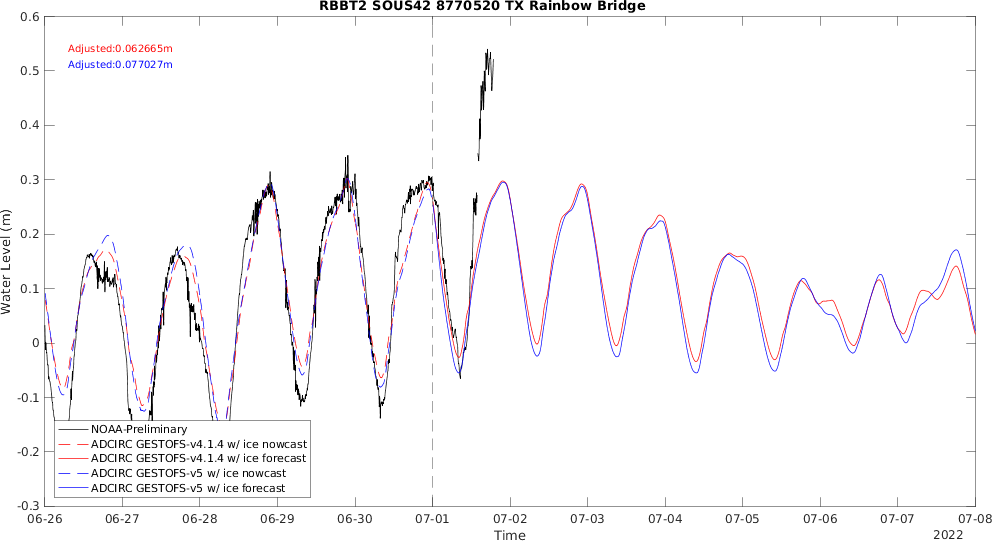 RBBT2 SOUS42 8770520 TX Rainbow Bridge
Adjusted:0.062665m
Adjusted:0.077027m
0.6
0.5
0.4
0.3
0.2
0.1
0
-0.1
-0.2
-0.3
Water Level (m)
NOAA-Preliminary
ADCIRC GESTOFS-v4.1.4 w/ ice nowcast
ADCIRC GESTOFS-v4.1.4 w/ ice forecast
ADCIRC GESTOFS-v5 w/ ice nowcast
ADCIRC GESTOFS-v5 w/ ice forecast
06-26 06-27 06-28 06-29 06-30 07-01 07-02 07-03 07-04 07-05 07-06 07-07 07-08
Time
2022